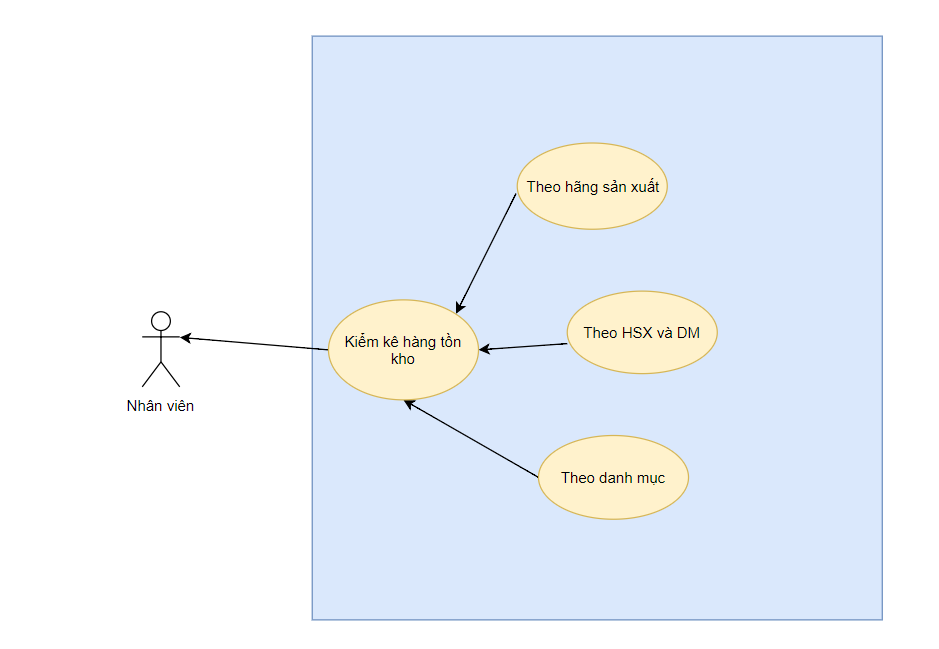 Theo hãng sản xuất
Theo HSX và DM
Kiểm kê hàng tồn
kho
Nhân viên
Theo danh mục